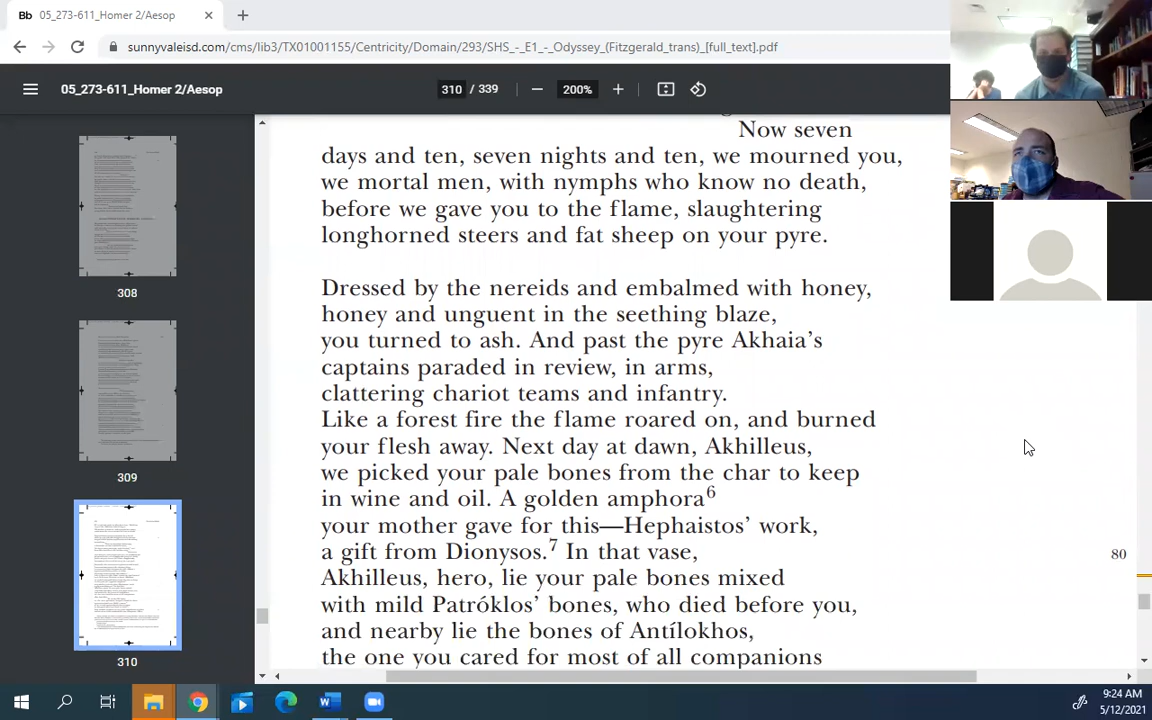 Bb 05_273-611_Homer 2/Aesop
sunnyvaleisd.com/cms/lib3/TX01001155/Centricity/Domain/293/SHS_-_E1_-_Odyssey_(Fitzgerald_trans)_[full_text].pdf
05_273-611_Homer 2/Aesop
310 / 339
200%
308
309
310
Now seven
days and ten, seven nights and ten, we mourned you,
we mortal men, with nymphs who know no death,
before we gave you to the flame, slaughtering
longhorned steers and fat sheep on your pyre.
Dressed by the nereids and embalmed with honey,
honey and unguent in the seething blaze,
you turned to ash. And past the pyre Akhaia's
captains paraded in review, in arms,
clattering chariot teams and infantry.
Like a forest fire the flame roared on, and burned
your flesh away. Next day at dawn, Akhilleus,
we picked your pale bones from the char to keep
in wine and oil. A golden amphora6
your mother gave for this—Hephaistos' work,
a gift from Dionysos.7 In that vase,
80
Akhilleus, hero, lie your pale bones mixed
with mild Patróklos' bones, who died before you,
and nearby lie the bones of Antílokhos,
the one you cared for most of all companions
9:24 AM
5/12/2021